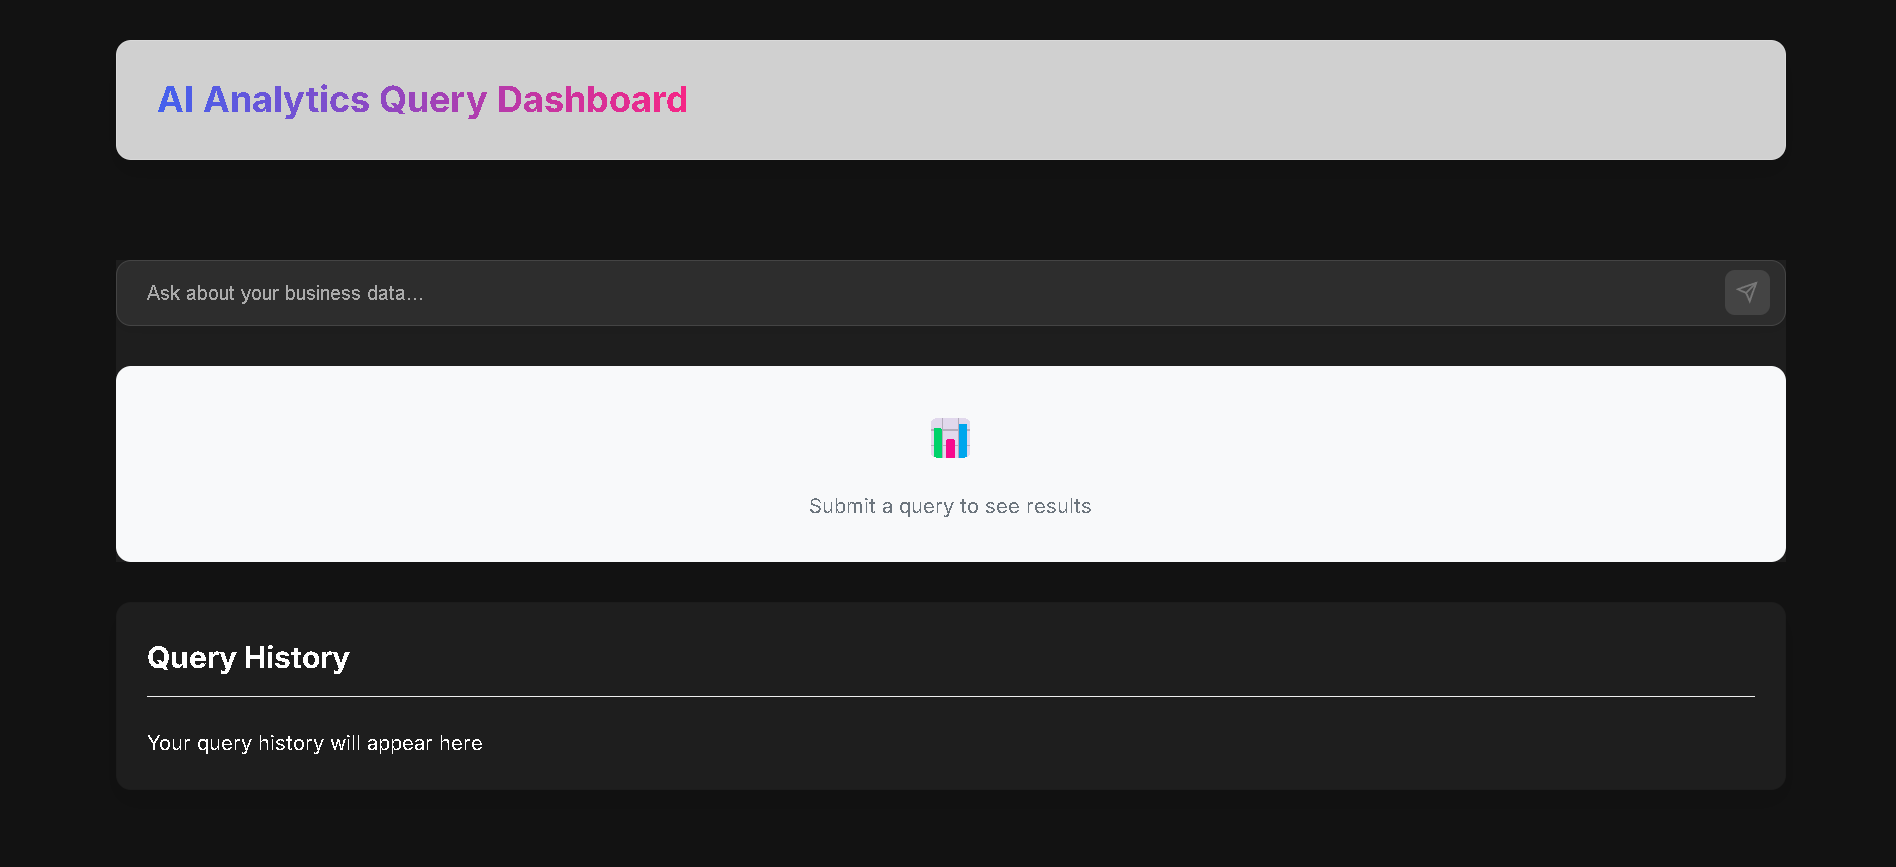 AI Analytics Query Dashboard
Ask about your business data...
Submit a query to see results
Query History
Your query history will appear here